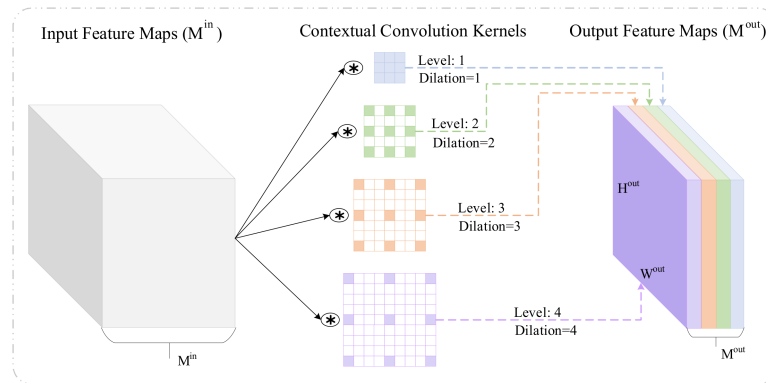 Input Feature Maps (M^in)
Contextual Convolution Kernels
Output Feature Maps (M^out)
Level: 1
Dilation=1
Level: 2
Dilation=2
Level: 3
Dilation=3
Level: 4
Dilation=4
H^out
W^out
M^in
M^out